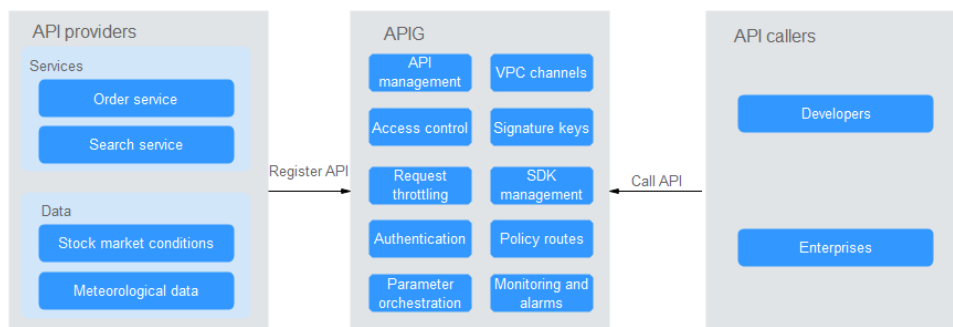 API providers
Services
Order service
Search service
Data
Stock market conditions
Meteorological data
Register API
APIG
API
management
VPC channels
Access control
Signature keys
Request
throttling
SDK
management
Authentication
Policy routes
Parameter
orchestration
Monitoring and
alarms
Call API
API callers
Developers
Enterprises